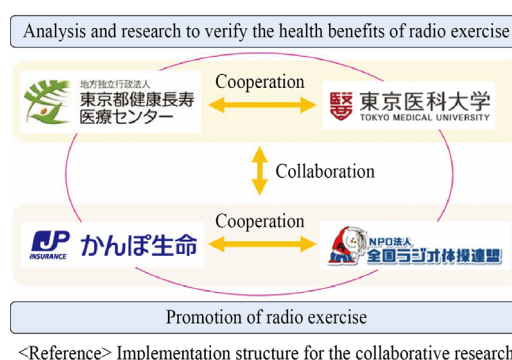 Analysis and research to verify the health benefits of radio exercise
地方独立行政法人
東京都健康長寿
医療センター
Cooperation
醫 東京医科大学
TOKYO MEDICAL UNIVERSITY
Collaboration
JP
INSURANCE
かんぽ生命
Cooperation
NPO法人
全国ラジオ体操連盟
Promotion of radio exercise
<Reference> Implementation structure for the collaborative research